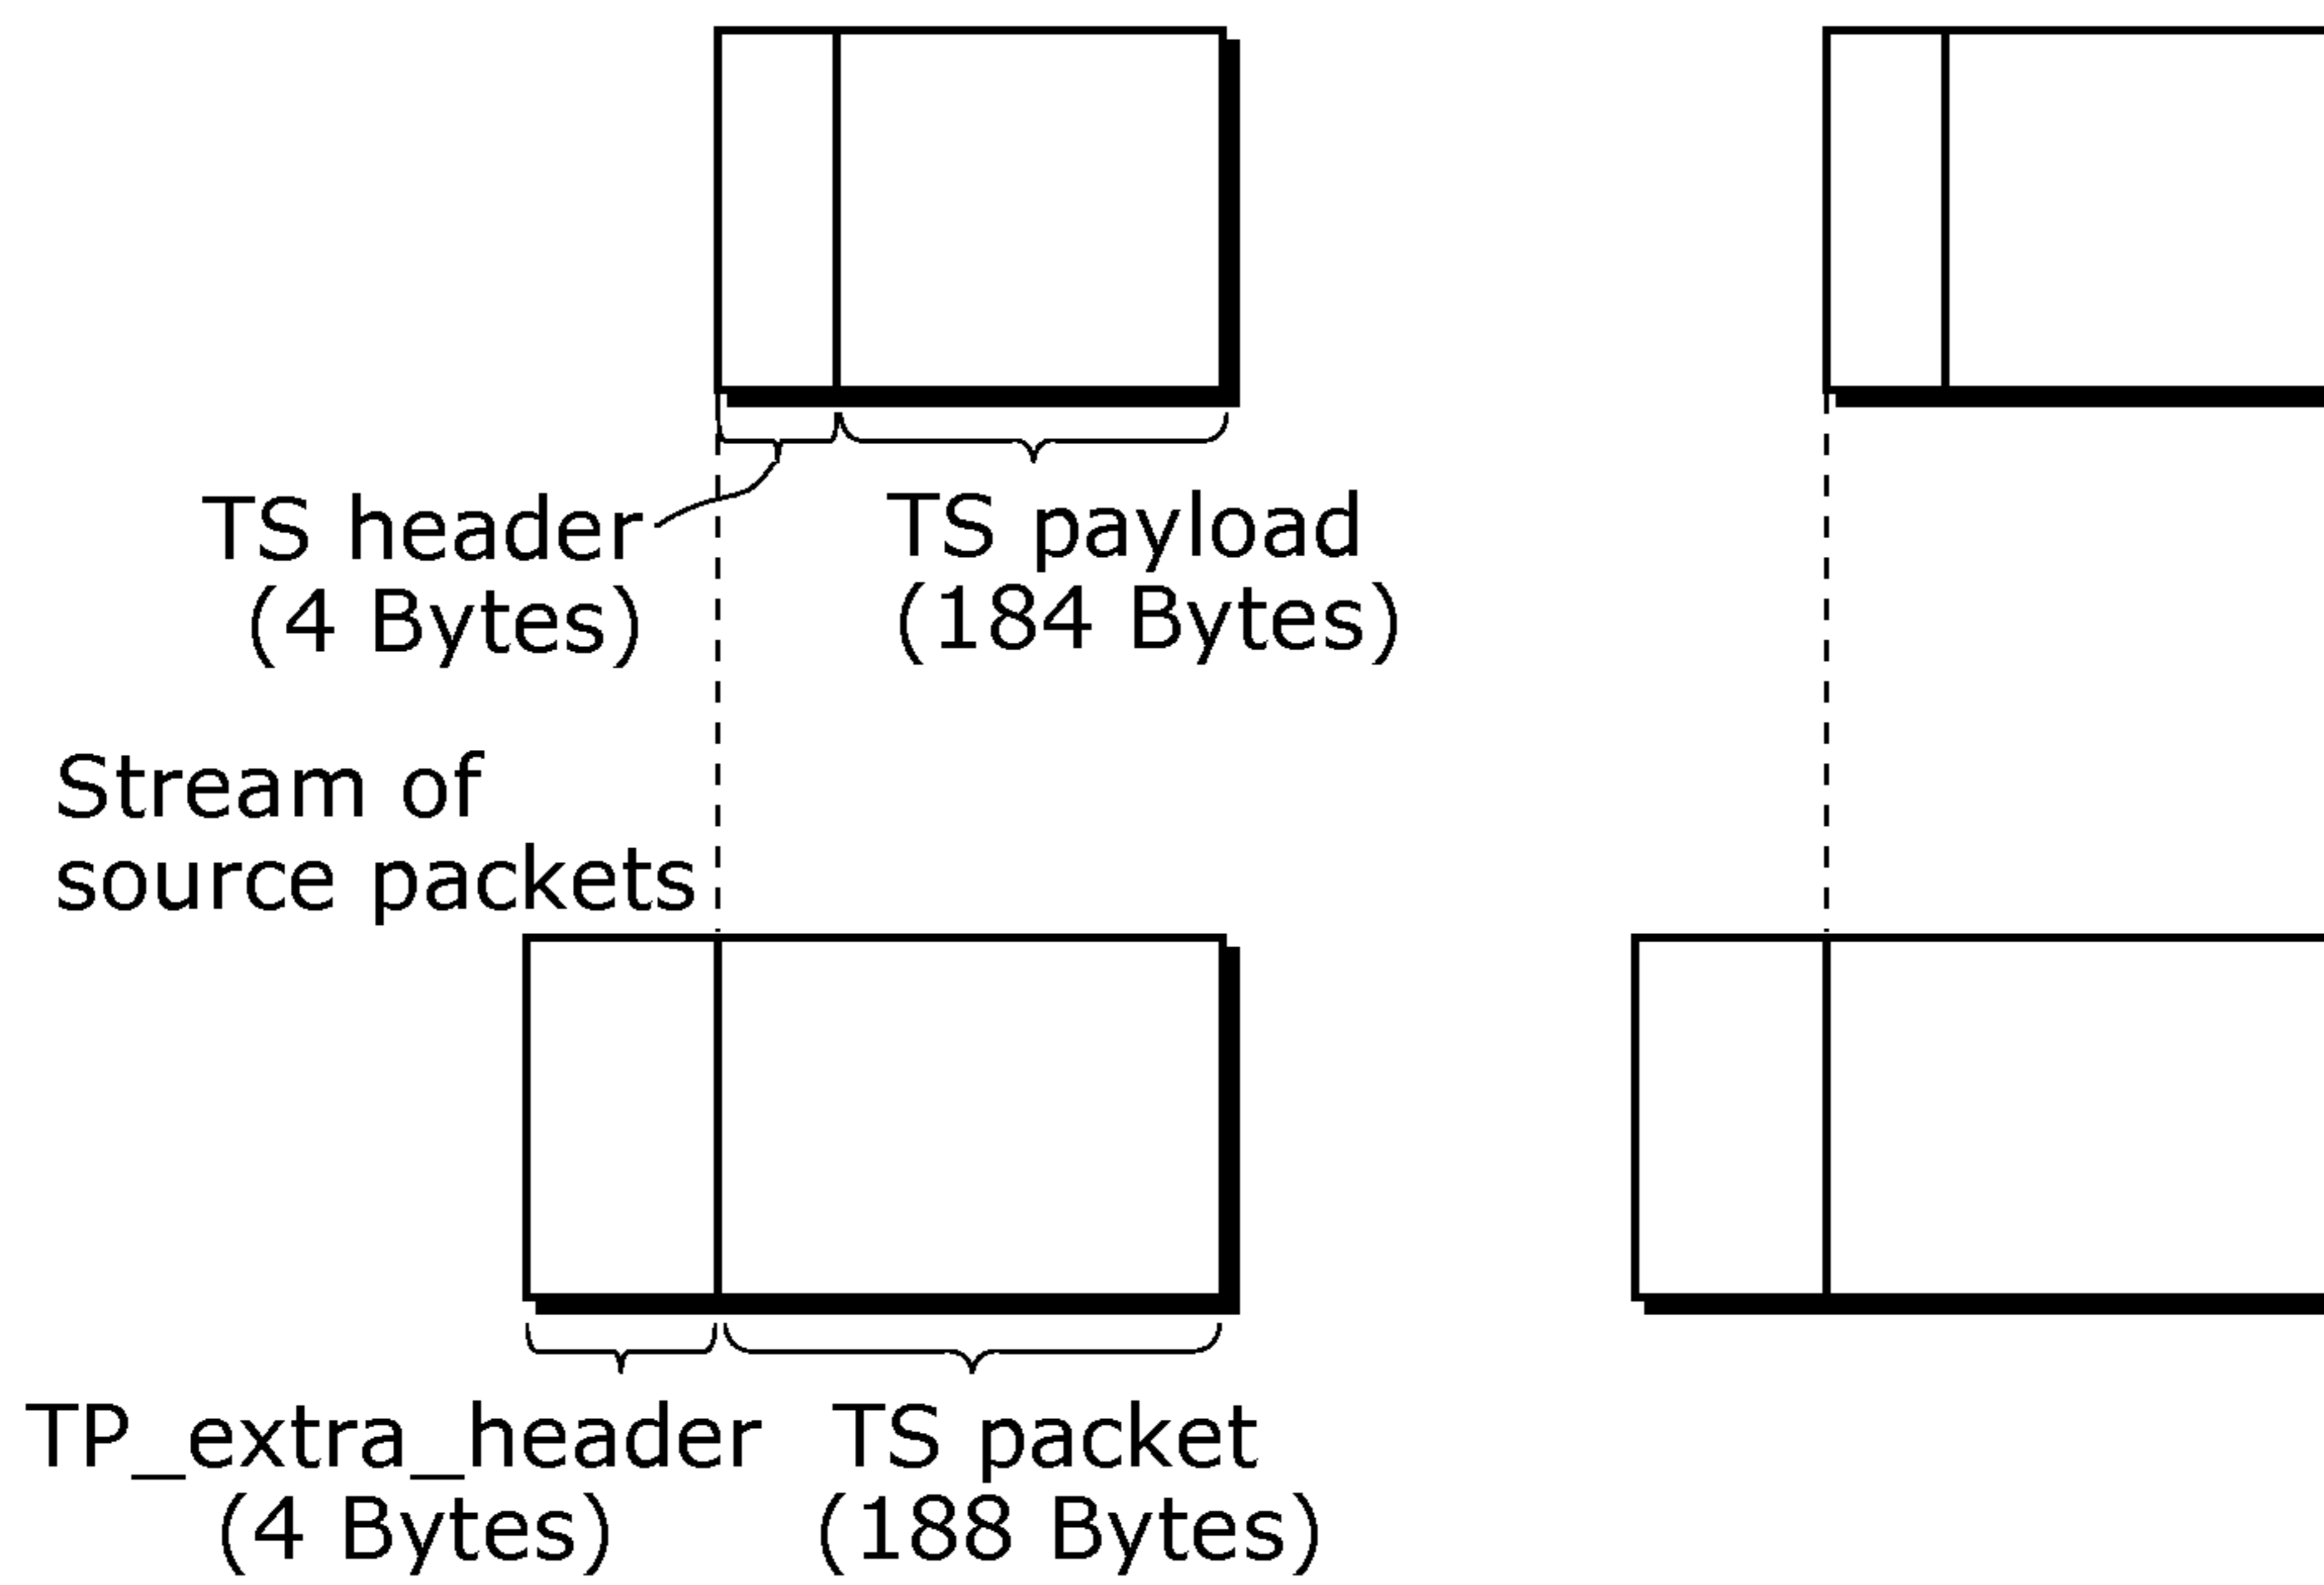 TS header
(4 Bytes)
TS payload
(184 Bytes)
Stream of
source packets
TP_extra_header
(4 Bytes)
TS packet
(188 Bytes)